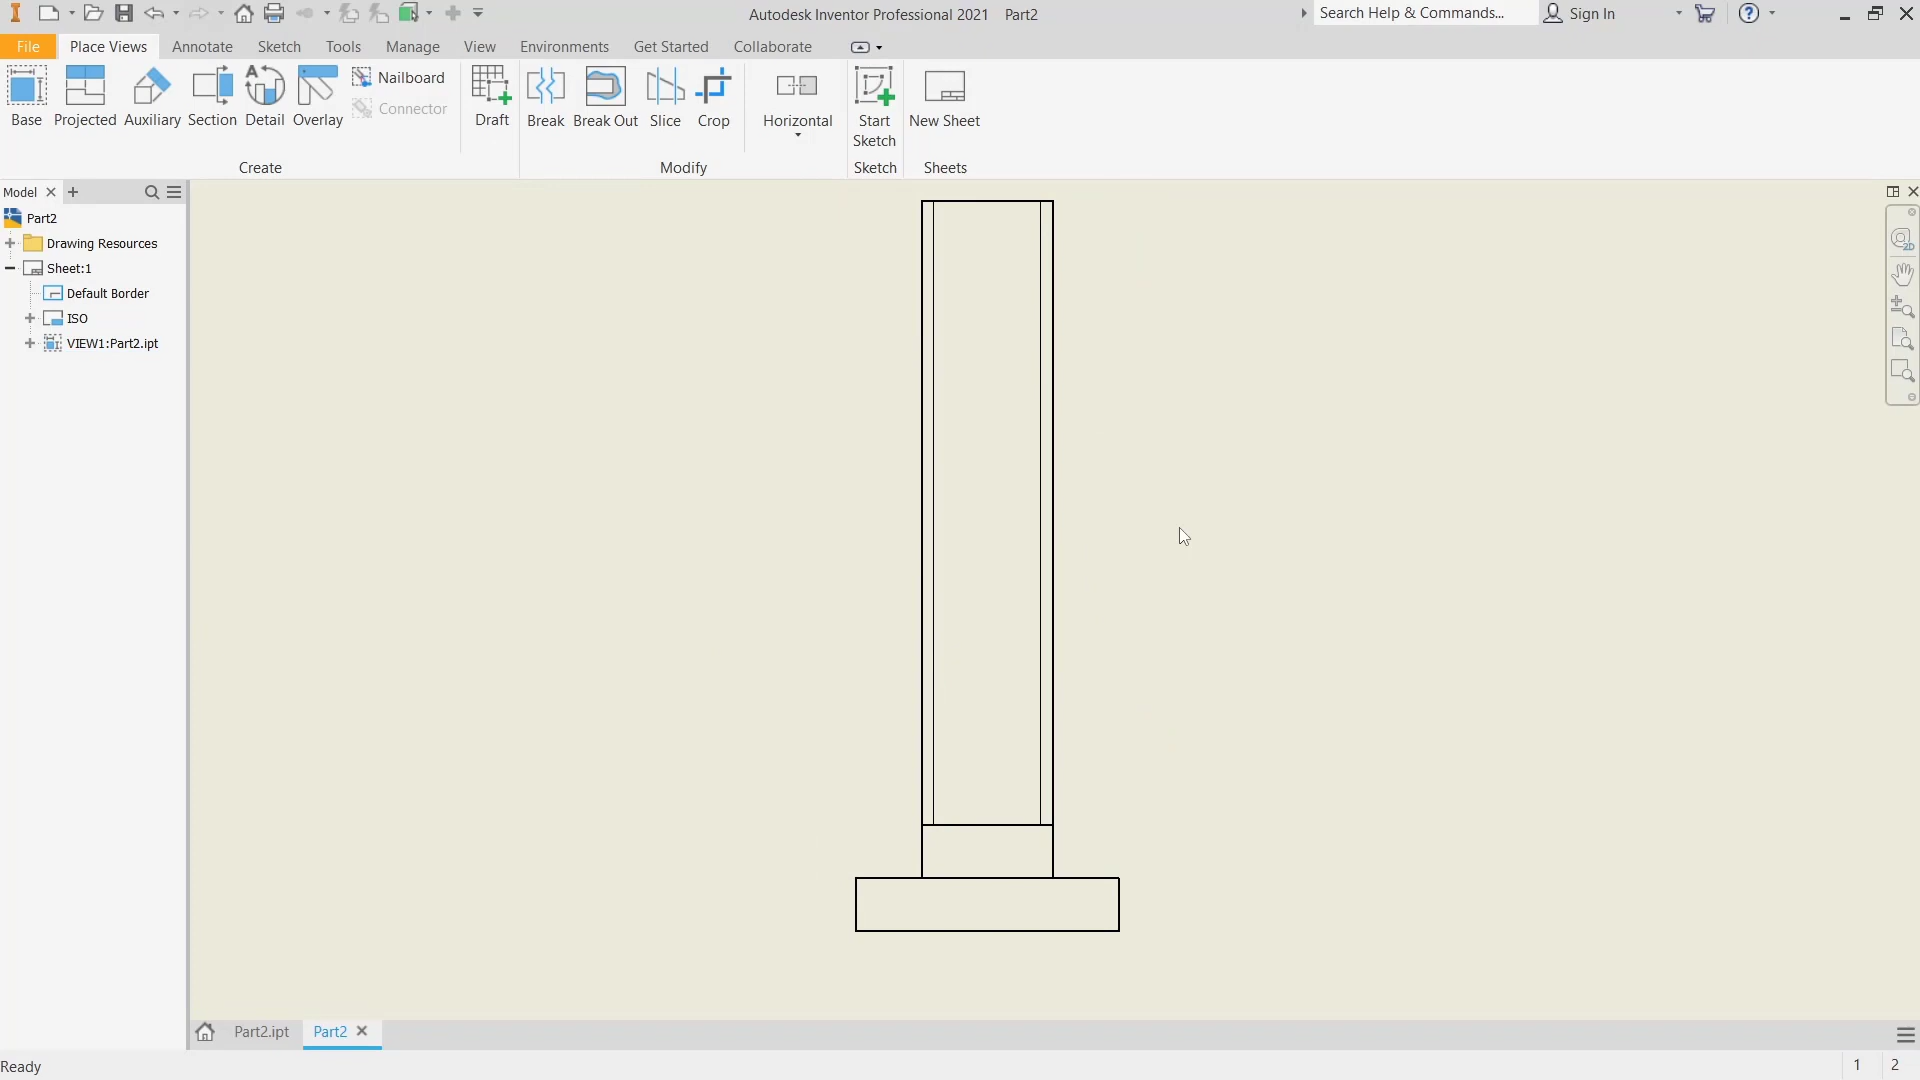 Autodesk Inventor Professional 2021 Part2
Search Help & Commands...
Sign In
File
Place Views
Annotate
Sketch
Tools
Manage
View
Environments
Get Started
Collaborate
Base
Projected
Auxiliary
Section
Detail
Overlay
Nailboard
Connector
Draft
Break
Break Out
Slice
Crop
Horizontal
Start
Sketch
New Sheet
Create
Modify
Sketch
Sheets
Model
Part2
Drawing Resources
Sheet:1
Default Border
ISO
VIEW1:Part2.ipt
2D
Part2.ipt
Part2
Ready
1
2